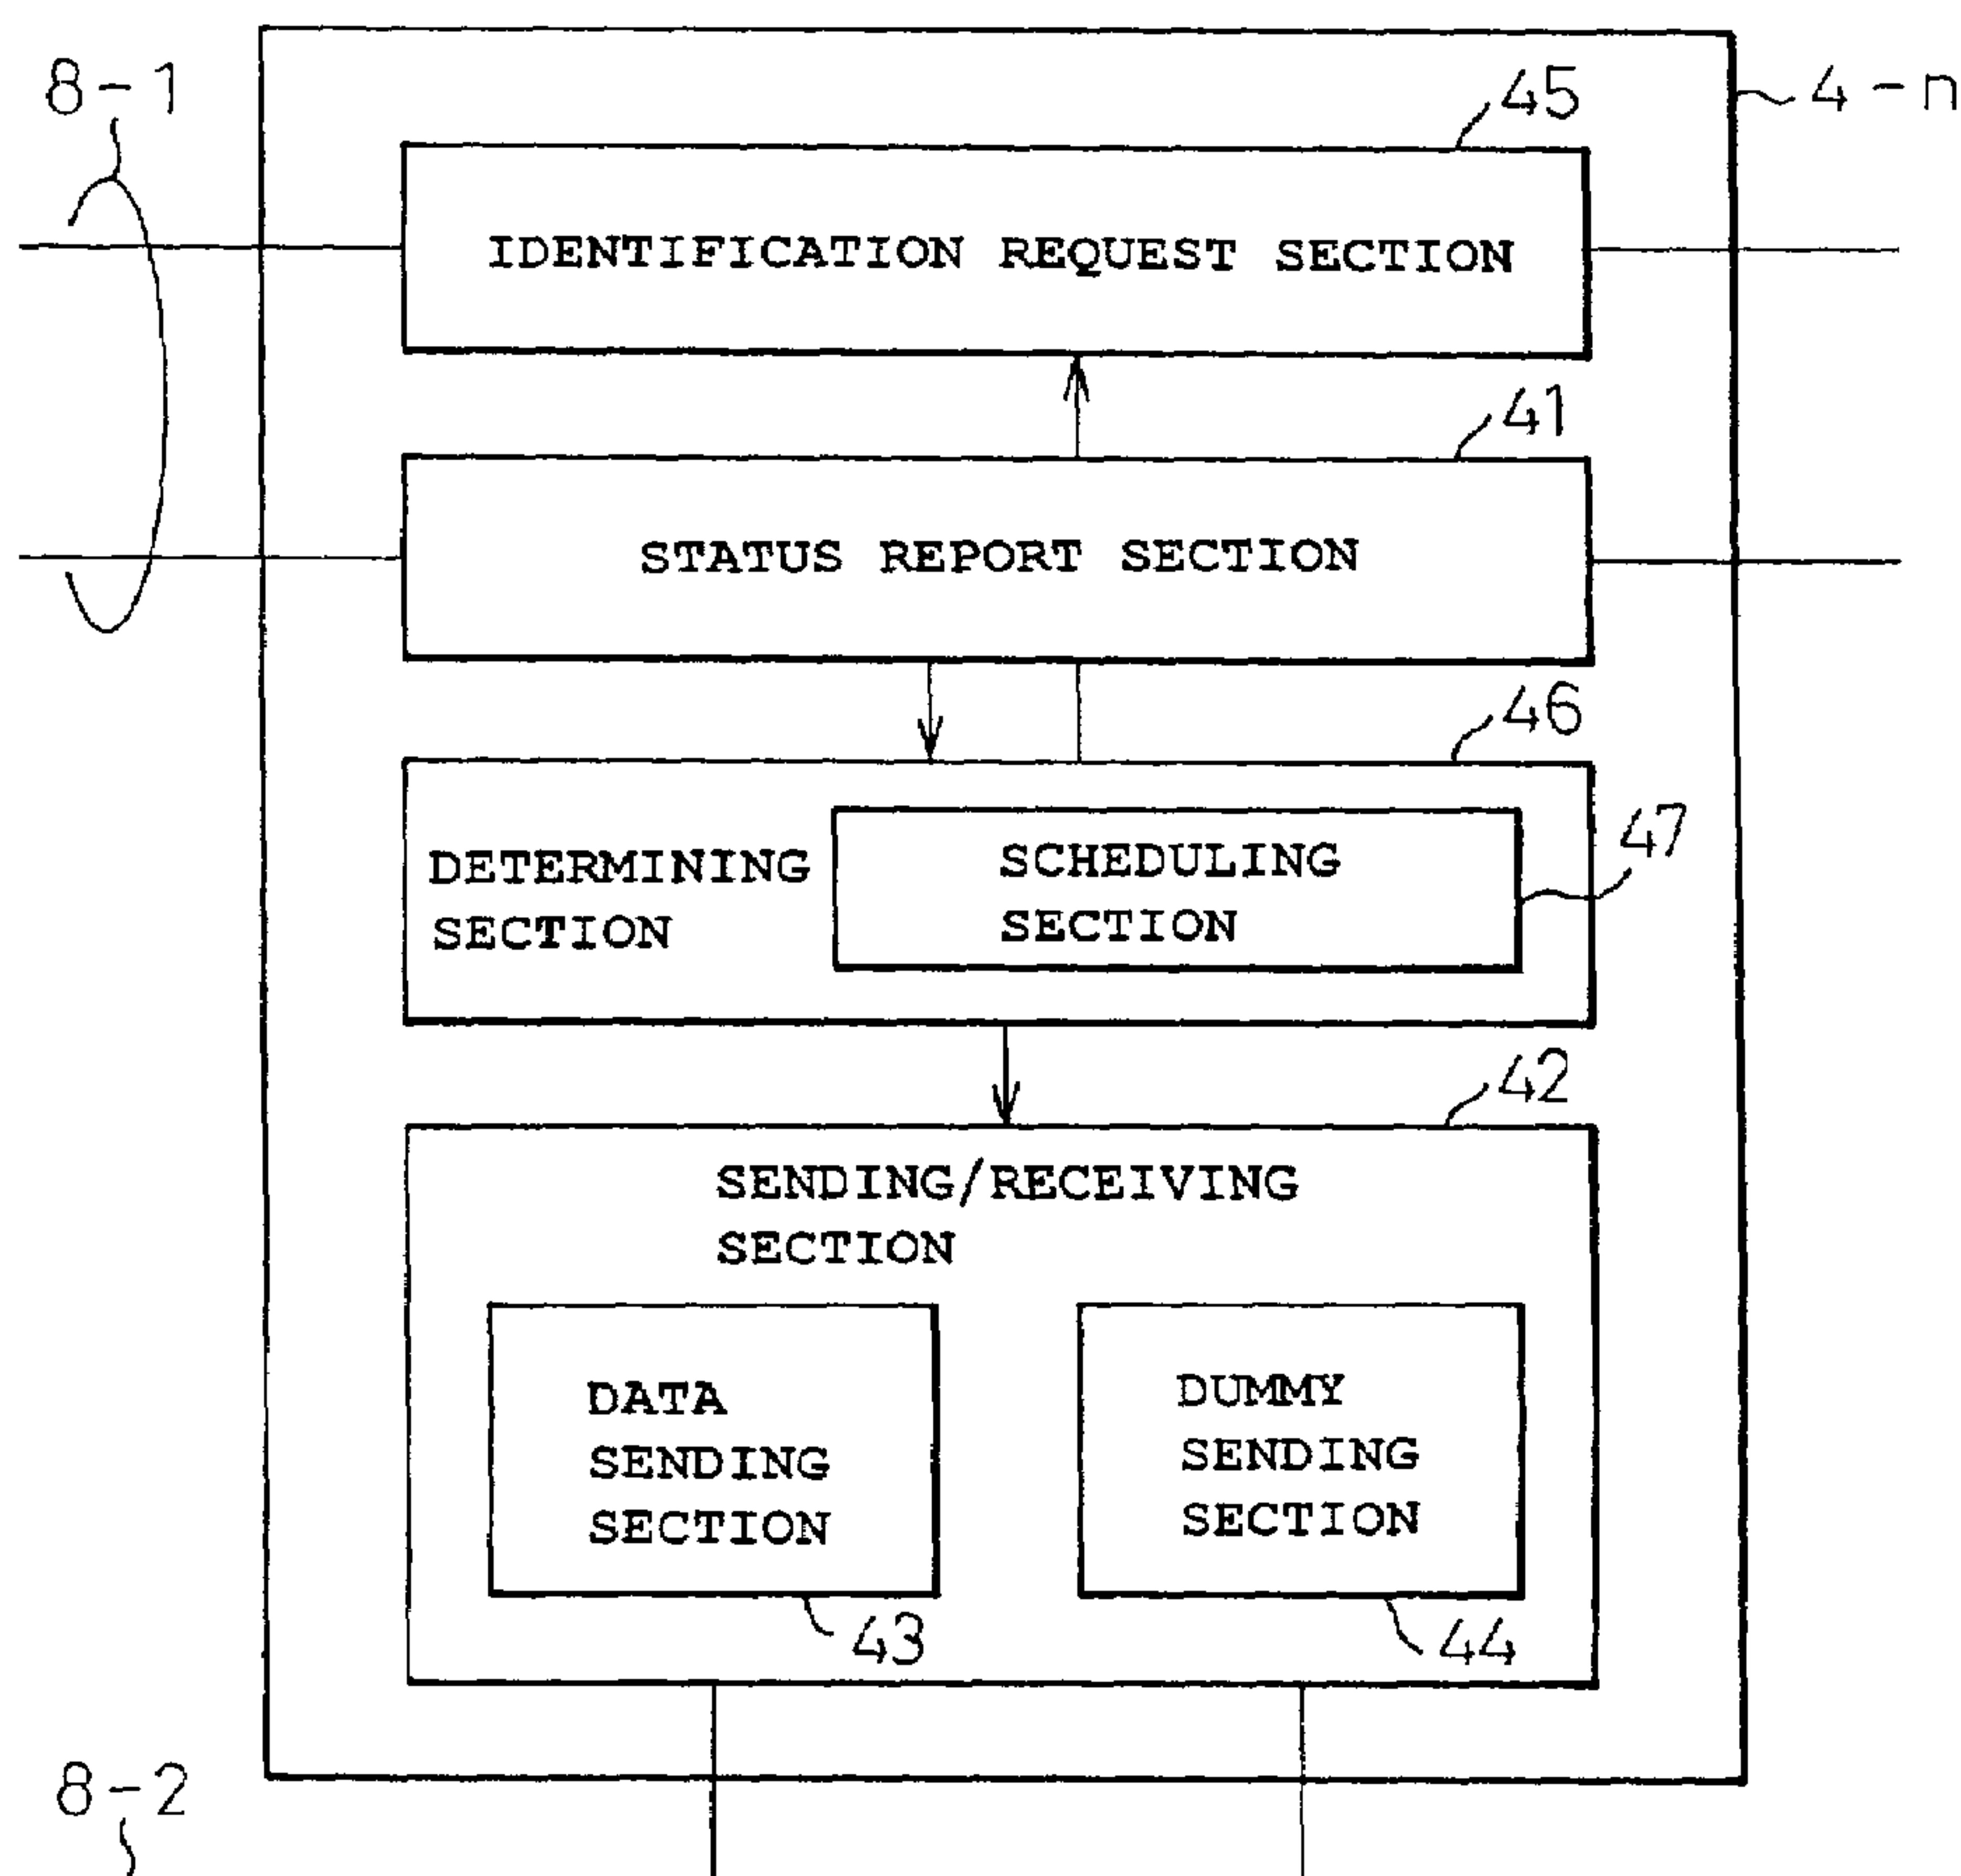 8-1
4-n
45
IDENTIFICATION REQUEST SECTION
41
STATUS REPORT SECTION
46
47
DETERMINING
SECTION
SCHEDULING
SECTION
42
SENDING/RECEIVING
SECTION
DATA
SENDING
SECTION
DUMMY
SENDING
SECTION
43
44
8-2